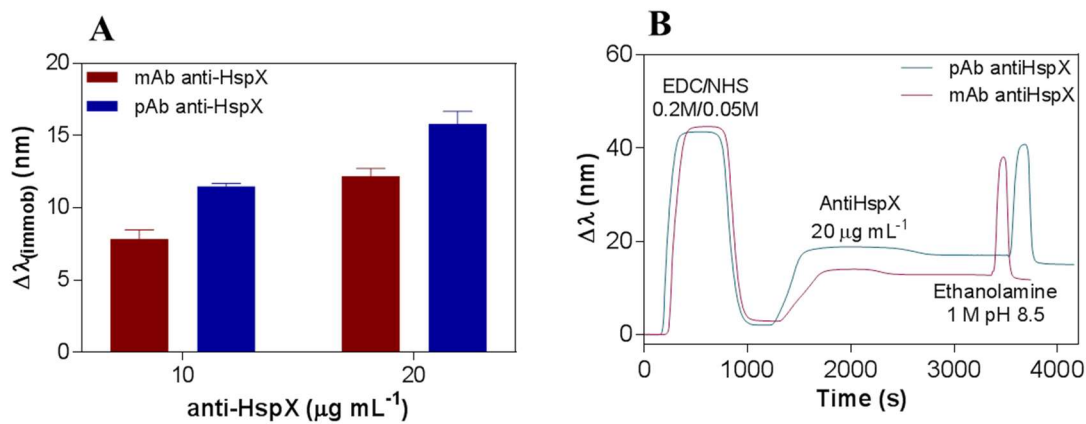 A
20
15
10
5
0
Δλ(immob) (nm)
mAb anti-HspX
pAb anti-HspX
10
20
anti-HspX (μg mL-1)
B
60
40
20
0
Δλ (nm)
pAb antiHspX
mAb antiHspX
EDC/NHS
0.2M/0.05M
AntiHspX
20 μg mL-1
Ethanolamine
1 M pH 8.5
0
1000
2000
3000
4000
Time (s)